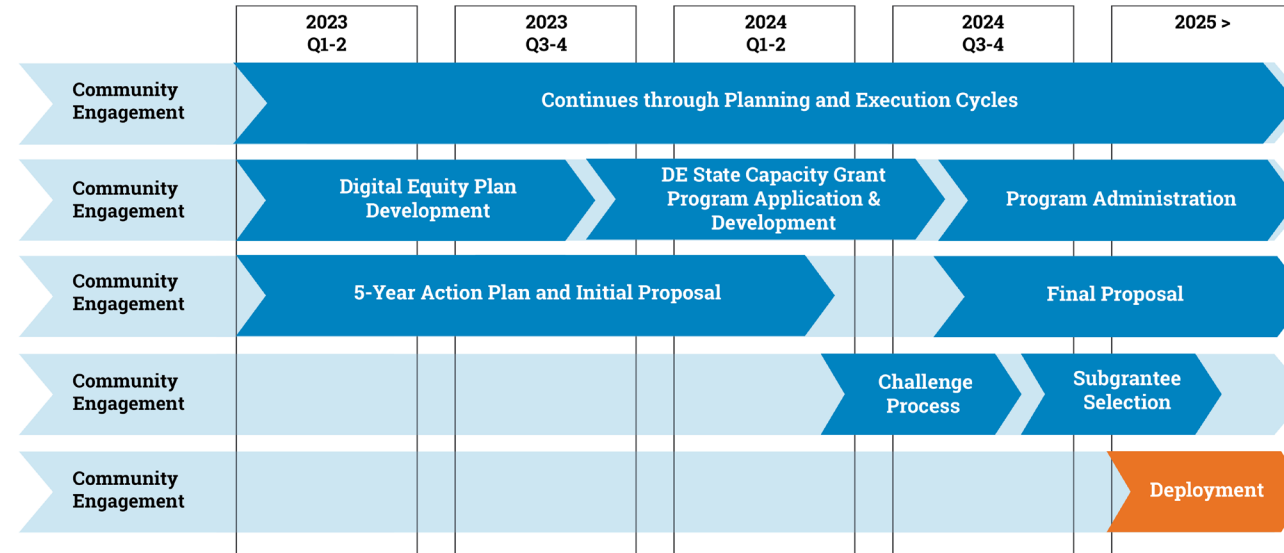 2023
Q1-2
2023
Q3-4
2024
Q1-2
2024
Q3-4
2025 >
Community
Engagement
Continues through Planning and Execution Cycles
Community
Engagement
Digital Equity Plan
Development
DE State Capacity Grant
Program Application &
Development
Program Administration
Community
Engagement
5-Year Action Plan and Initial Proposal
Final Proposal
Community
Engagement
Challenge
Process
Subgrantee
Selection
Community
Engagement
Deployment